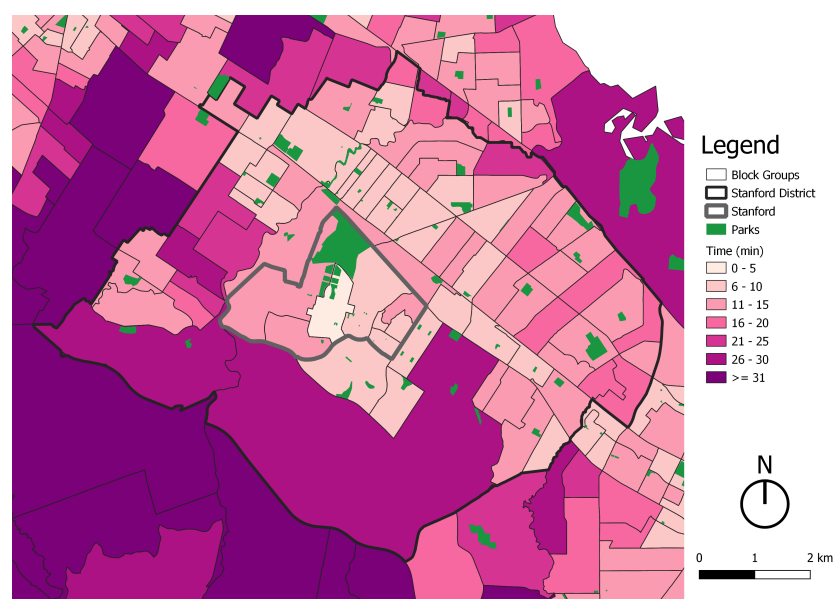 Legend
Block Groups
Stanford District
Stanford
Parks
Time (min)
0 - 5
6 - 10
11 - 15
16 - 20
21 - 25
26 - 30
>= 31
N
0 1 2 km